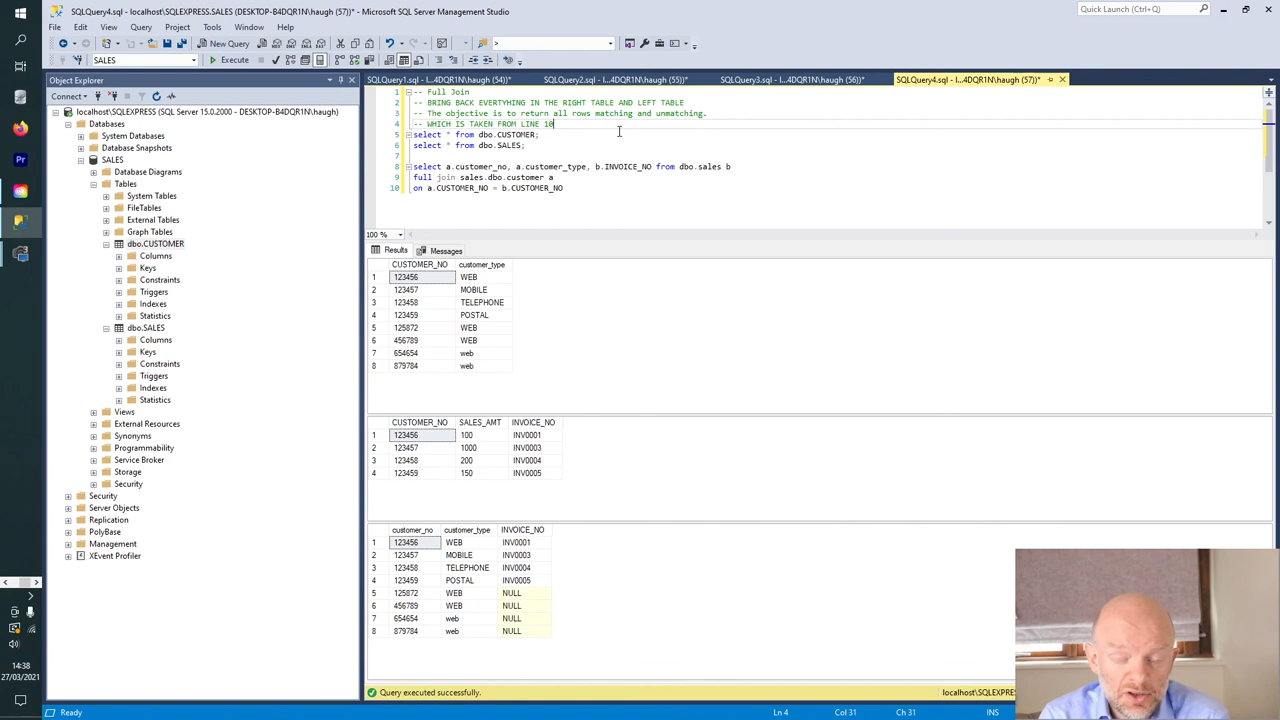 SQLQuery4.sql - localhost\SQLEXPRESS.SALES (DESKTOP-B4DQR1N\haugh (57))* - Microsoft SQL Server Management Studio
Quick Launch (Ctrl+Q)
File Edit View Query Project Tools Window Help
New Query
>
SALES
Execute
Object Explorer
SQLQuery1.sql - l...4DQR1N\haugh (54))*
SQLQuery2.sql - l...4DQR1N\haugh (55))*
SQLQuery3.sql - l...4DQR1N\haugh (56))*
SQLQuery4.sql - l...4DQR1N\haugh (57))*
Connect
localhost\SQLEXPRESS (SQL Server 15.0.2000 - DESKTOP-B4DQR1N\haugh)
Databases
System Databases
Database Snapshots
SALES
Database Diagrams
Tables
System Tables
FileTables
External Tables
Graph Tables
dbo.CUSTOMER
Columns
Keys
Constraints
Triggers
Indexes
Statistics
dbo.SALES
Columns
Keys
Constraints
Triggers
Indexes
Statistics
Views
External Resources
Synonyms
Programmability
Service Broker
Storage
Security
Security
Server Objects
Replication
PolyBase
Management
XEvent Profiler
1 -- Full Join
2 -- BRING BACK EVERTYHING IN THE RIGHT TABLE AND LEFT TABLE
3 -- The objective is to return all rows matching and unmatching.
4 -- WHICH IS TAKEN FROM LINE 10
5 select * from dbo.CUSTOMER;
6 select * from dbo.SALES;
7
8 select a.customer_no, a.customer_type, b.INVOICE_NO from dbo.sales b
9 full join sales.dbo.customer a
10 on a.CUSTOMER_NO = b.CUSTOMER_NO
100 %
Results Messages
CUSTOMER_NO customer_type
1 123456 WEB
2 123457 MOBILE
3 123458 TELEPHONE
4 123459 POSTAL
5 125872 WEB
6 456789 WEB
7 654654 web
8 879784 web
CUSTOMER_NO SALES_AMT INVOICE_NO
1 123456 100 INV0001
2 123457 1000 INV0003
3 123458 200 INV0004
4 123459 150 INV0005
customer_no customer_type INVOICE_NO
1 123456 WEB INV0001
2 123457 MOBILE INV0003
3 123458 TELEPHONE INV0004
4 123459 POSTAL INV0005
5 125872 WEB NULL
6 456789 WEB NULL
7 654654 web NULL
8 879784 web NULL
Query executed successfully.
localhost\SQLEXPRESS
Ready
Ln 4 Col 31 Ch 31 INS
14:38
27/03/2021